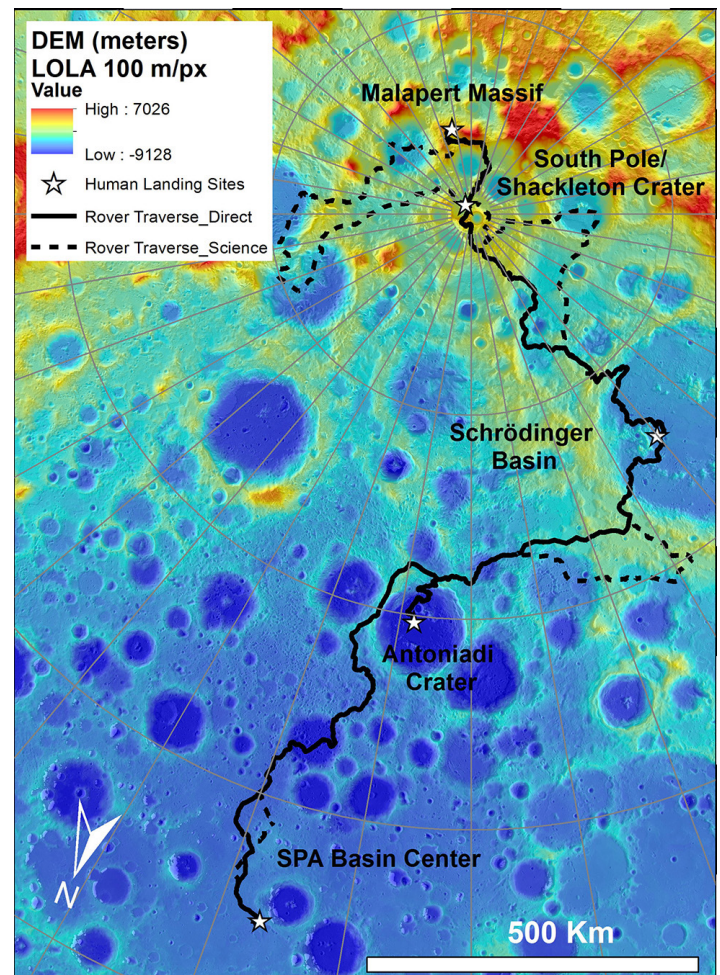 DEM (meters)
LOLA 100 m/px
Value
High : 7026
Low : -9128
Human Landing Sites
Rover Traverse_Direct
Rover Traverse_Science
Malapert Massif
South Pole/
Shackleton Crater
Schrödinger
Basin
Antoniadi
Crater
SPA Basin Center
N
500 Km